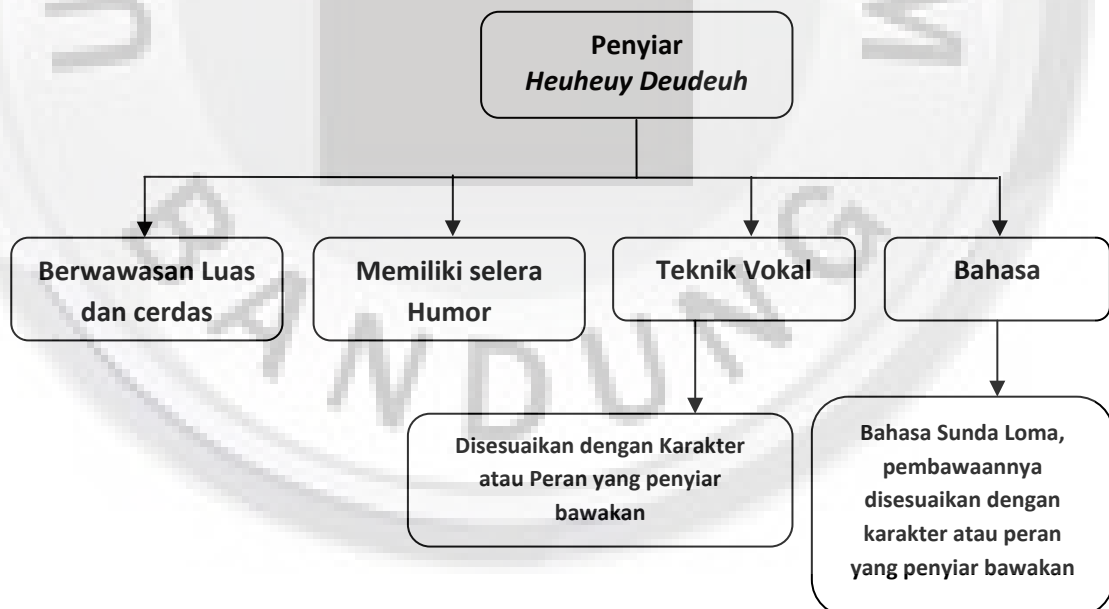 Penyiar
Heuheuy Deudeuh
Berwawasan Luas
dan cerdas
Memiliki selera
Humor
Teknik Vokal
Bahasa
Disesuaikan dengan Karakter
atau Peran yang penyiar
bawakan
Bahasa Sunda Loma,
pembawaannya
disesuaikan dengan
karakter atau peran
yang penyiar bawakan
BANDUNG